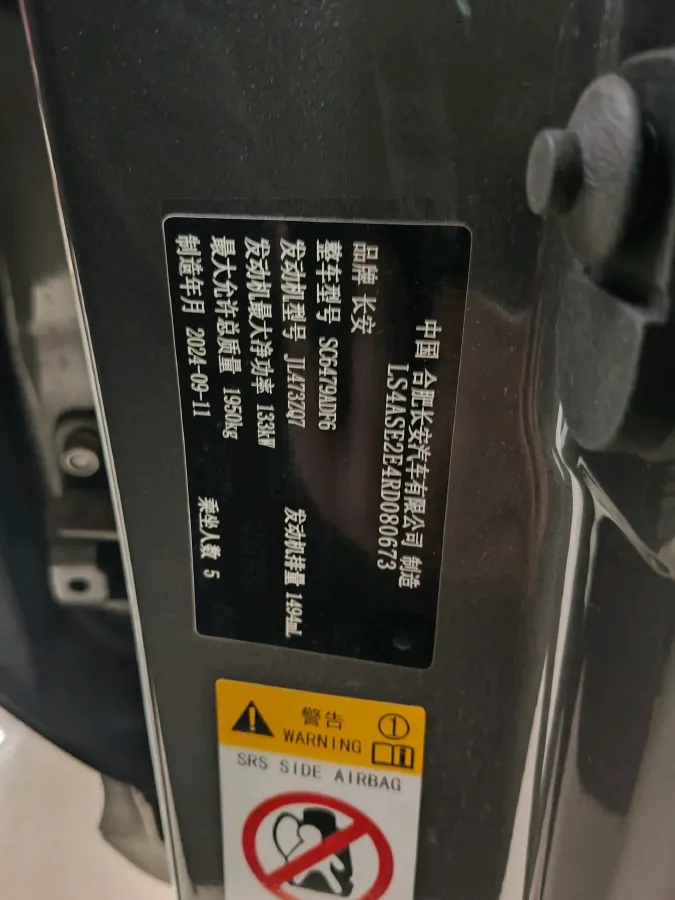 中国 合肥长安汽车有限公司 制造
LS4ASE2E4RD080673
品牌 长安
整车型号 SC6479ADF6
发动机型号 JL473ZQ7 发动机排量 1494mL
发动机最大净功率 133kW
最大允许总质量 1950kg
制造年月 2024-09-11 乘坐人数 5
警告 ①
WARNING
SRS SIDE AIRBAG